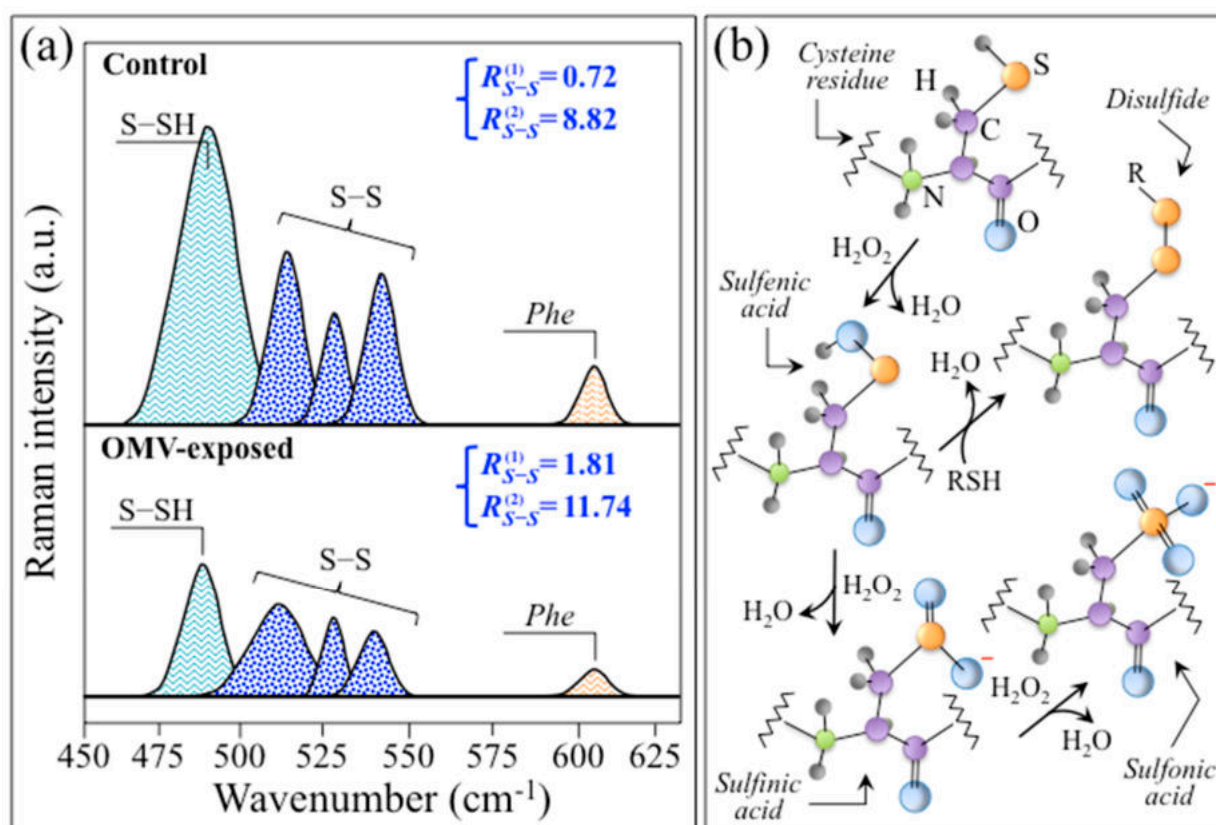 (a)
Control
R_{S–S}^{(1)} = 0.72
R_{S–S}^{(2)} = 8.82
S–SH
S–S
Phe
OMV-exposed
R_{S–S}^{(1)} = 1.81
R_{S–S}^{(2)} = 11.74
S–SH
S–S
Phe
Raman intensity (a.u.)
450 475 500 525 550 575 600 625
Wavenumber (cm⁻¹)
(b)
Cysteine
residue
H
S
C
N
O
Disulfide
R
H₂O₂
H₂O
Sulfenic
acid
H₂O
RSH
H₂O₂
H₂O
−
−
H₂O₂
H₂O
Sulfinic
acid
Sulfonic
acid